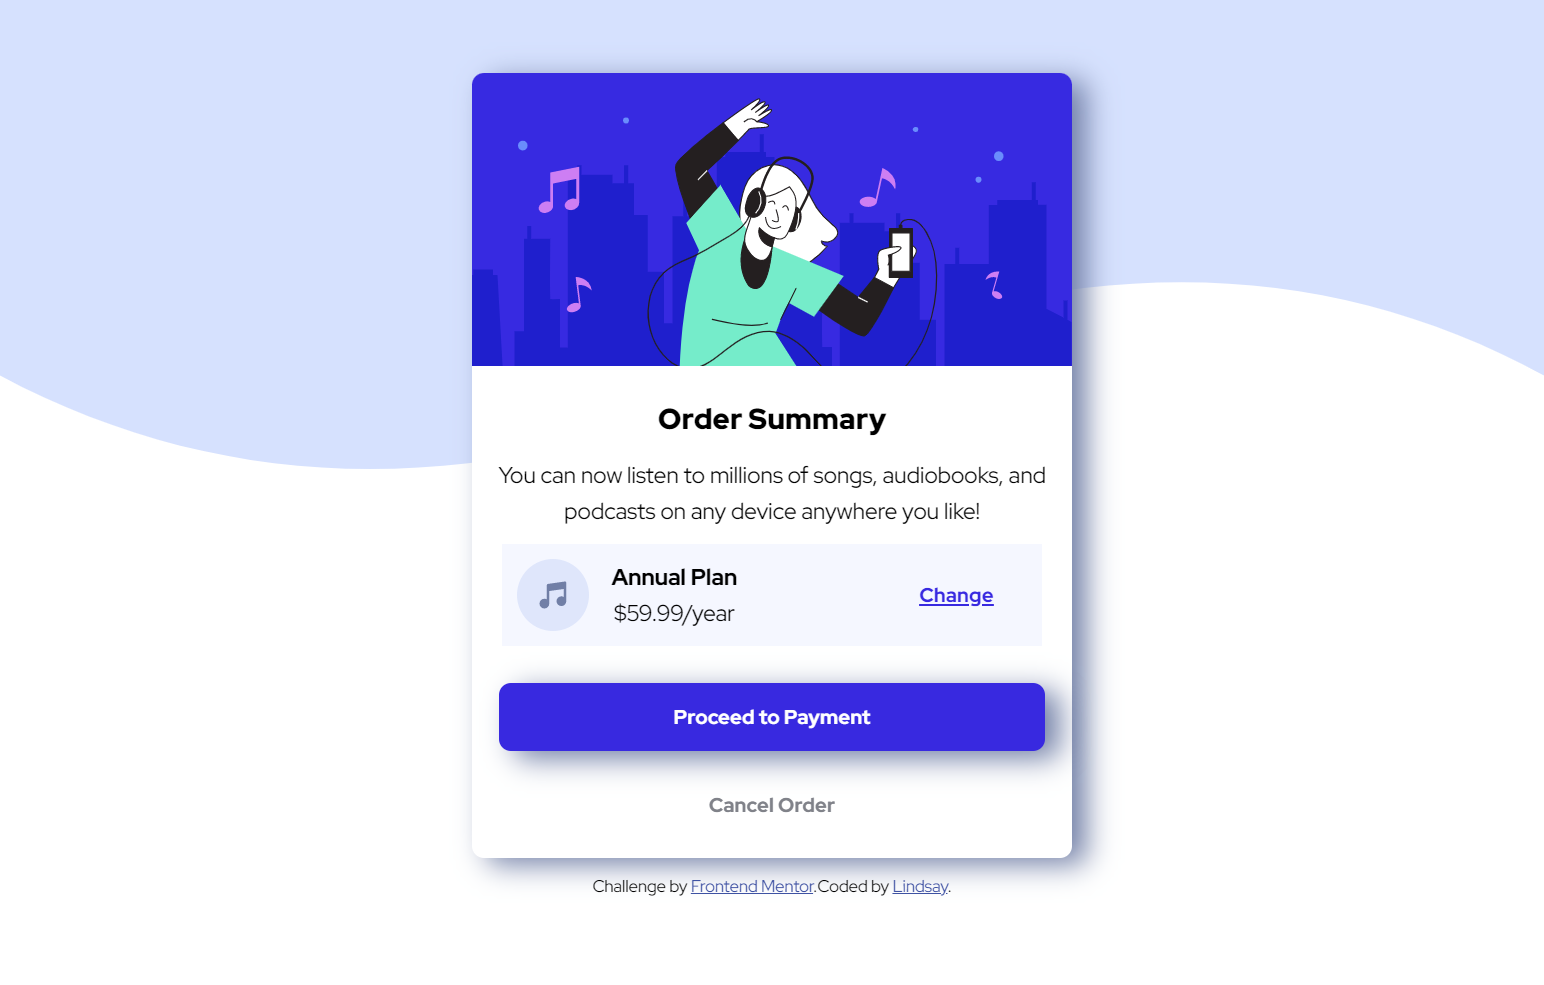 Order Summary
You can now listen to millions of songs, audiobooks, and
podcasts on any device anywhere you like!
Annual Plan
$59.99/year
Change
Proceed to Payment
Cancel Order
Challenge by Frontend Mentor.Coded by Lindsay.